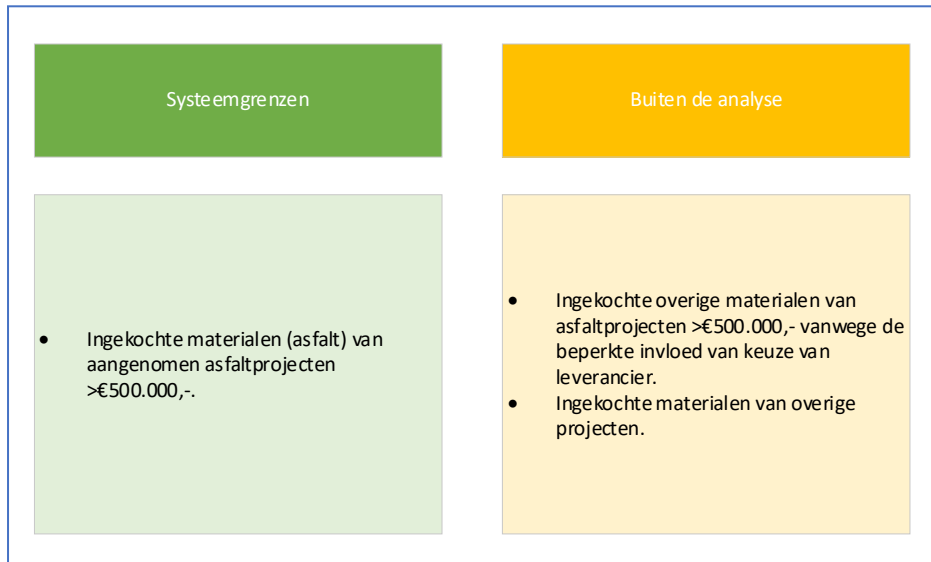 Systeemgrenzen
Buiten de analyse
• Ingekochte materialen (asfalt) van
aangenomen asfaltprojecten
>€500.000,-.
• Ingekochte overige materialen van
asfaltprojecten >€500.000,- vanwege de
beperkte invloed van keuze van
leverancier.
• Ingekochte materialen van overige
projecten.